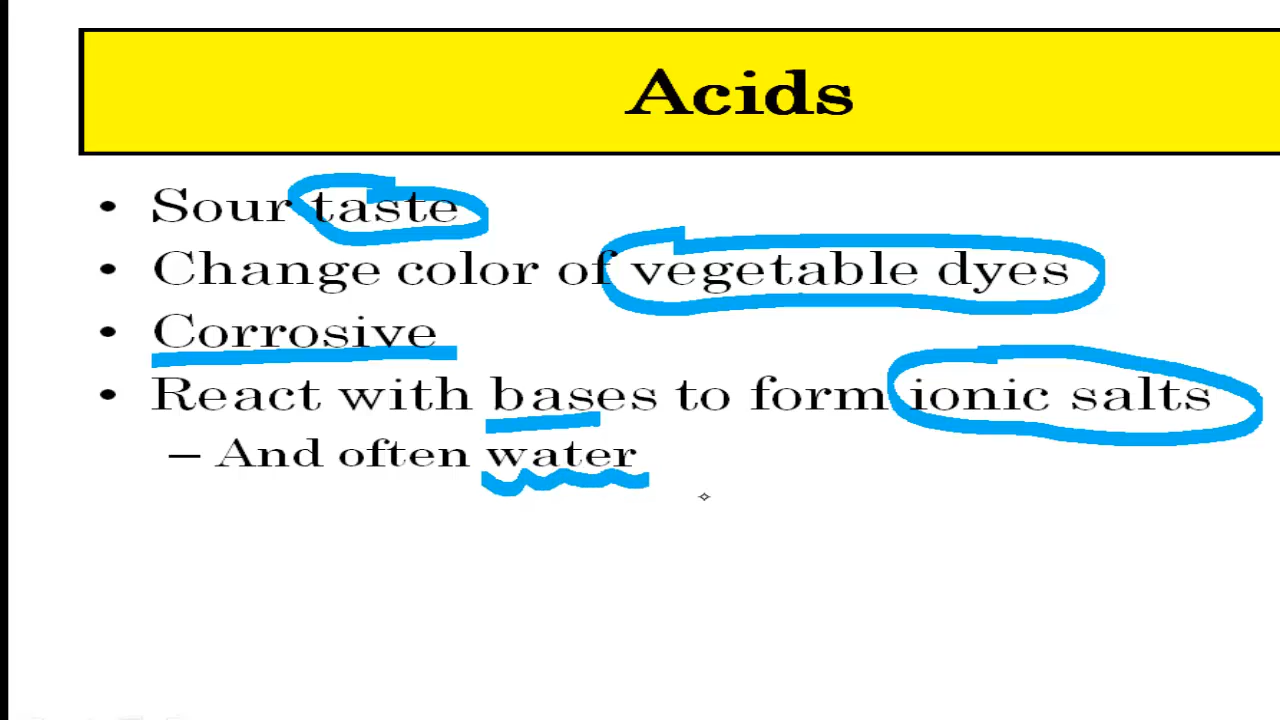 Acids
• Sour taste
• Change color of vegetable dyes
• Corrosive
• React with bases to form ionic salts
– And often water